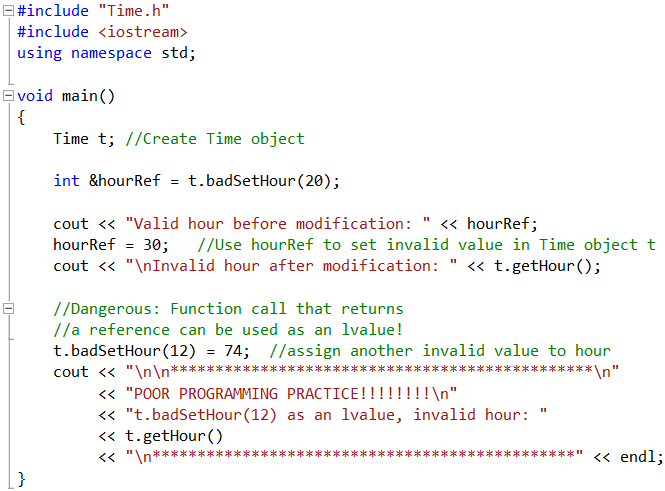 #include "Time.h"
#include <iostream>
using namespace std;
void main()
{
Time t; //Create Time object
int &hourRef = t.badSetHour(20);
cout << "Valid hour before modification: " << hourRef;
hourRef = 30;   //Use hourRef to set invalid value in Time object t
cout << "\nInvalid hour after modification: " << t.getHour();
//Dangerous: Function call that returns
//a reference can be used as an lvalue!
t.badSetHour(12) = 74;  //assign another invalid value to hour
cout << "\n\n***********************************************\n"
<< "POOR PROGRAMMING PRACTICE!!!!!!!!\n"
<< "t.badSetHour(12) as an lvalue, invalid hour: "
<< t.getHour()
<< "\n***********************************************" << endl;
}